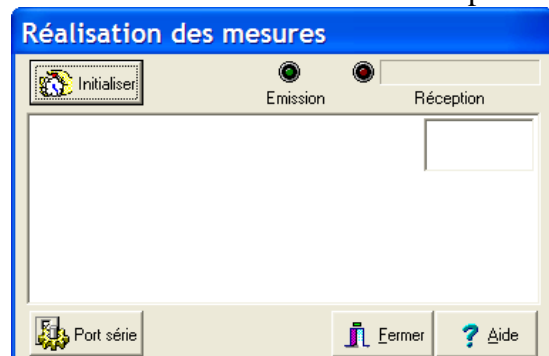 Réalisation des mesures
Initialiser
Emission
Réception
Port série
Fermer
Aide